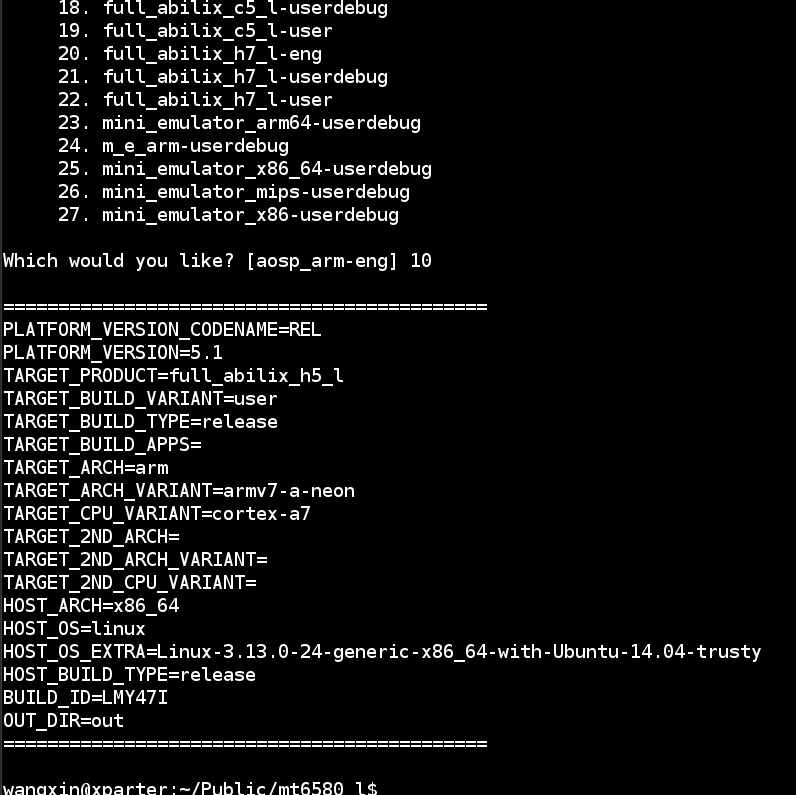 18. full_abilix_c5_l-userdebug
19. full_abilix_c5_l-user
20. full_abilix_h7_l-eng
21. full_abilix_h7_l-userdebug
22. full_abilix_h7_l-user
23. mini_emulator_arm64-userdebug
24. m_e_arm-userdebug
25. mini_emulator_x86_64-userdebug
26. mini_emulator_mips-userdebug
27. mini_emulator_x86-userdebug
Which would you like? [aosp_arm-eng] 10
============================================
PLATFORM_VERSION_CODENAME=REL
PLATFORM_VERSION=5.1
TARGET_PRODUCT=full_abilix_h5_l
TARGET_BUILD_VARIANT=user
TARGET_BUILD_TYPE=release
TARGET_BUILD_APPS=
TARGET_ARCH=arm
TARGET_ARCH_VARIANT=armv7-a-neon
TARGET_CPU_VARIANT=cortex-a7
TARGET_2ND_ARCH=
TARGET_2ND_ARCH_VARIANT=
TARGET_2ND_CPU_VARIANT=
HOST_ARCH=x86_64
HOST_OS=linux
HOST_OS_EXTRA=Linux-3.13.0-24-generic-x86_64-with-Ubuntu-14.04-trusty
HOST_BUILD_TYPE=release
BUILD_ID=LMY47I
OUT_DIR=out
============================================
wangxin@xparter:~/Public/mt6580_l$